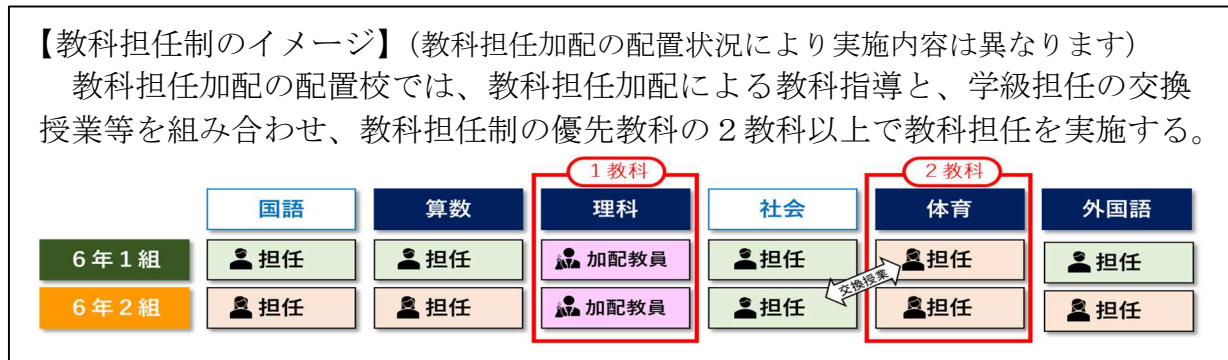 【教科担任制のイメージ】（教科担任加配の配置状況により実施内容は異なります）
教科担任加配の配置校では、教科担任加配による教科指導と、学級担任の交換
授業等を組み合わせ、教科担任制の優先教科の２教科以上で教科担任を実施する。
１教科 ２教科
国語 算数 理科 社会 体育 外国語
６年１組 担任 担任 加配教員 担任 担任 担任
交換授業
６年２組 担任 担任 加配教員 担任 担任 担任